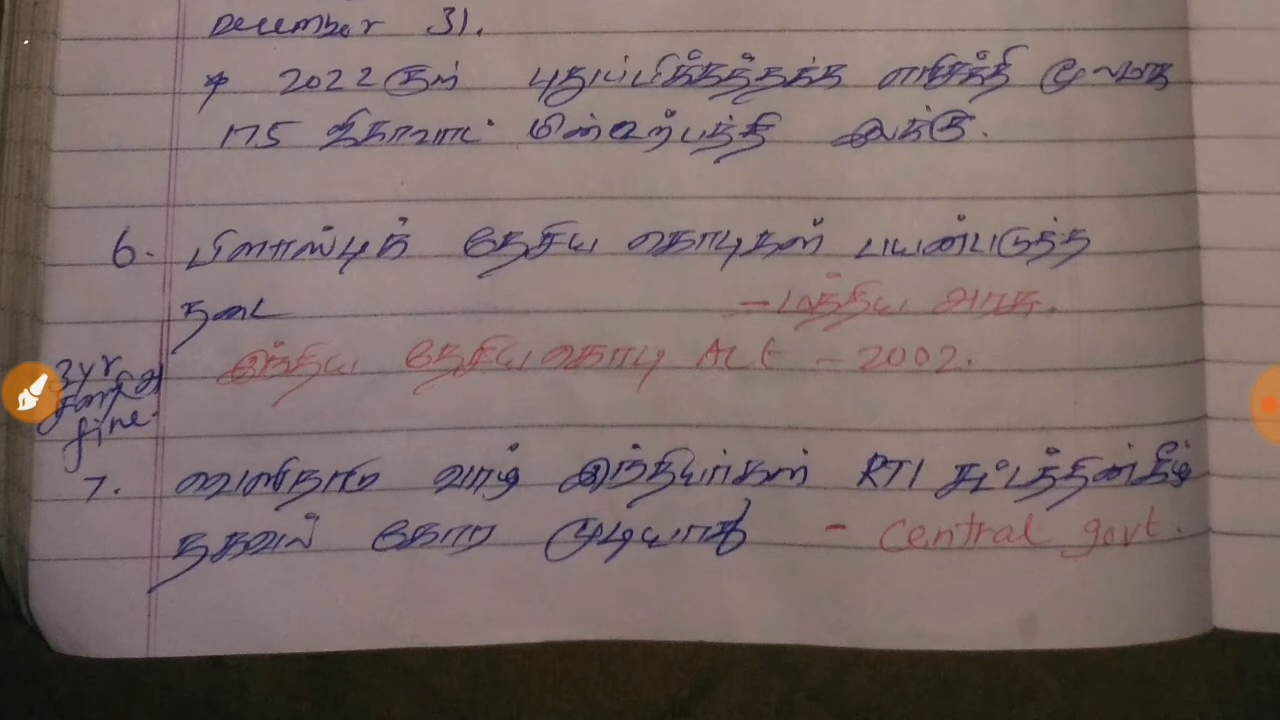 December 31.
* 2022குள் புதுப்பிக்கத்தக்க எரிசக்தி மூலமாக
175 ஜிகாவாட் மின்உற்பத்தி இலக்கு.
6. பிளாஸ்டிக் தேசிய கொடிகள் பயன்படுத்த
தடை - மத்திய அரசு.
இந்திய தேசிய கொடி Act - 2002.
3yr
சிறை or
fine.
7. வெளிநாடு வாழ் இந்தியர்கள் RTI சட்டத்தின்கீழ்
தகவல் கோர முடியாது - Central govt.